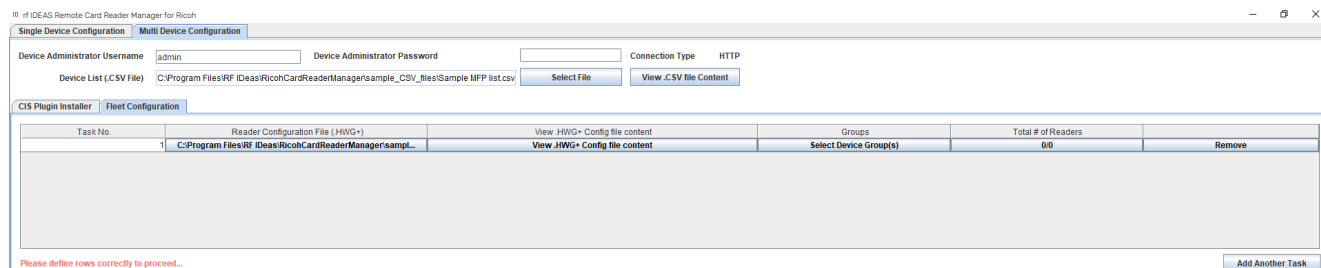 rf IDEAS Remote Card Reader Manager for Ricoh
Single Device Configuration Multi Device Configuration
Device Administrator Username admin Device Administrator Password Connection Type HTTP
Device List (.CSV File) C:\Program Files\RF IDeas\RicohCardReaderManager\sample_CSV_files\Sample MFP list.csv Select File View .CSV file Content
CIS Plugin Installer Fleet Configuration
Task No. Reader Configuration File (.HWG+) View .HWG+ Config file content Groups Total # of Readers
1 C:\Program Files\RF IDeas\RicohCardReaderManager\sampl... View .HWG+ Config file content Select Device Group(s) 0/0 Remove
Please define rows correctly to proceed... Add Another Task